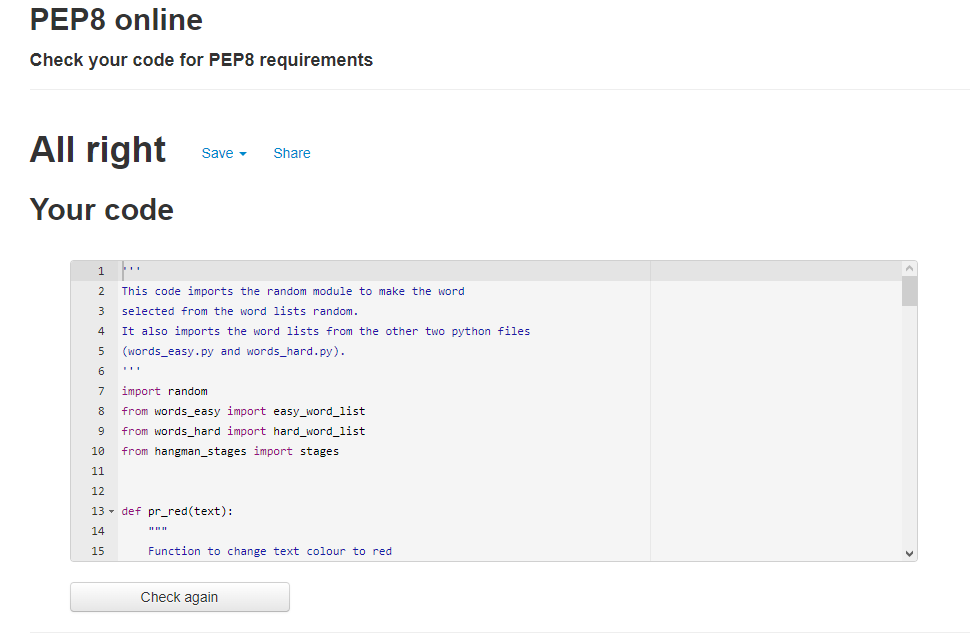 PEP8 online
Check your code for PEP8 requirements
All right Save Share
Your code
1 '''
2 This code imports the random module to make the word
3 selected from the word lists random.
4 It also imports the word lists from the other two python files
5 (words_easy.py and words_hard.py).
6 '''
7 import random
8 from words_easy import easy_word_list
9 from words_hard import hard_word_list
10 from hangman_stages import stages
11
12
13 def pr_red(text):
14 """
15 Function to change text colour to red
Check again